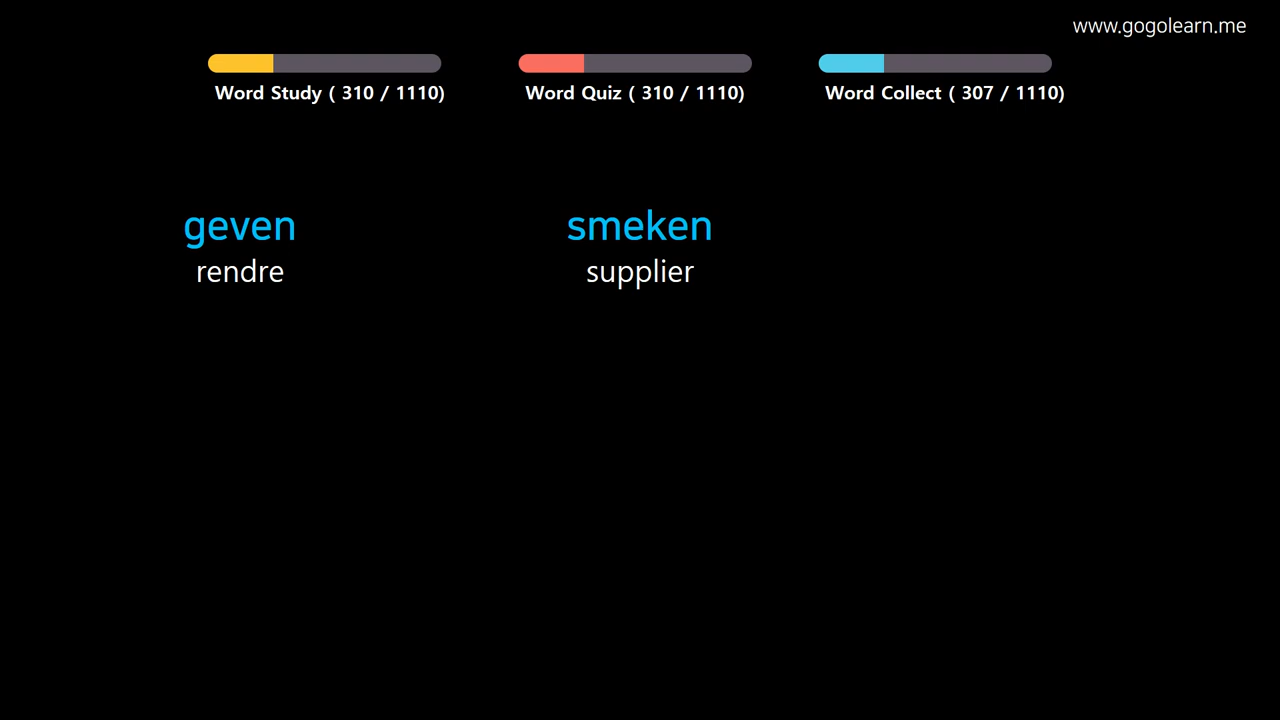 www.gogolearn.me
Word Study ( 310 / 1110)
Word Quiz ( 310 / 1110)
Word Collect ( 307 / 1110)
geven
rendre
smeken
supplier